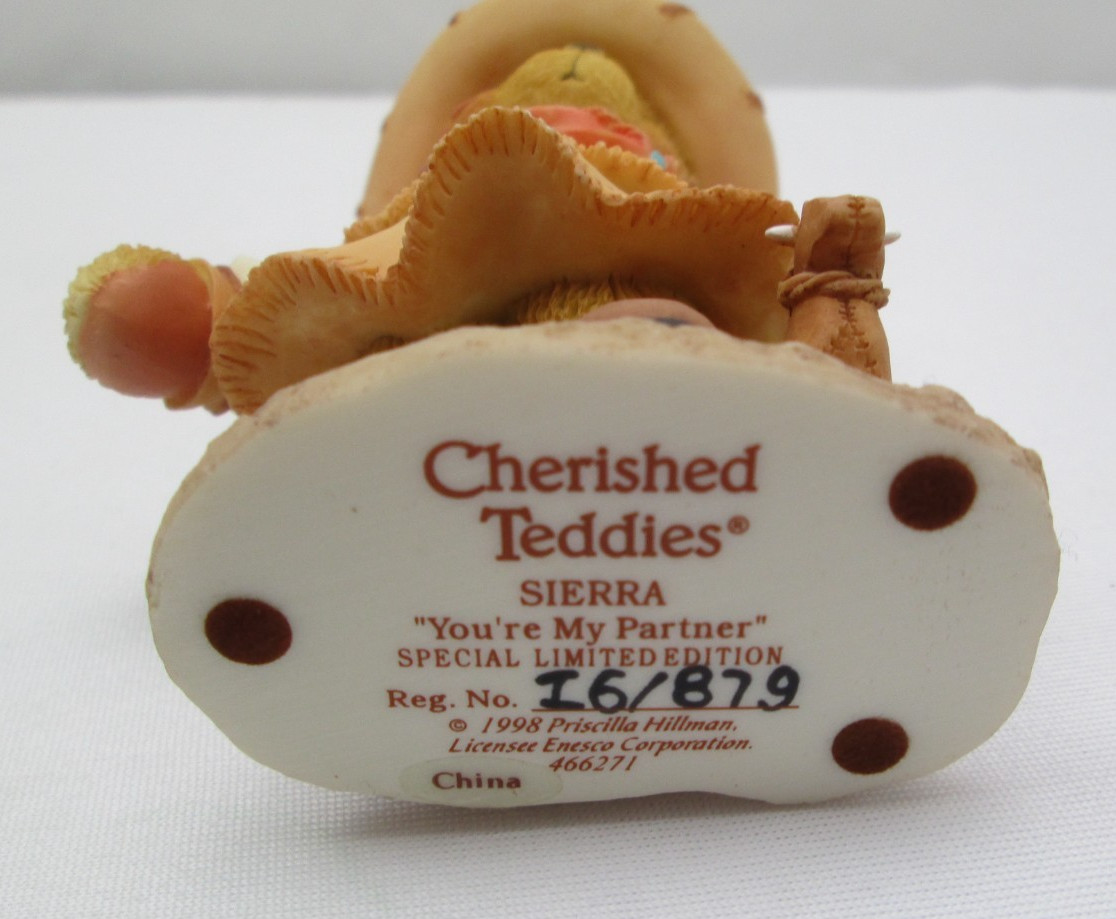 Cherished
Teddies®
SIERRA
"You're My Partner"
SPECIAL LIMITED EDITION
Reg. No. I6/879
© 1998 Priscilla Hillman,
Licensee Enesco Corporation.
466271
China